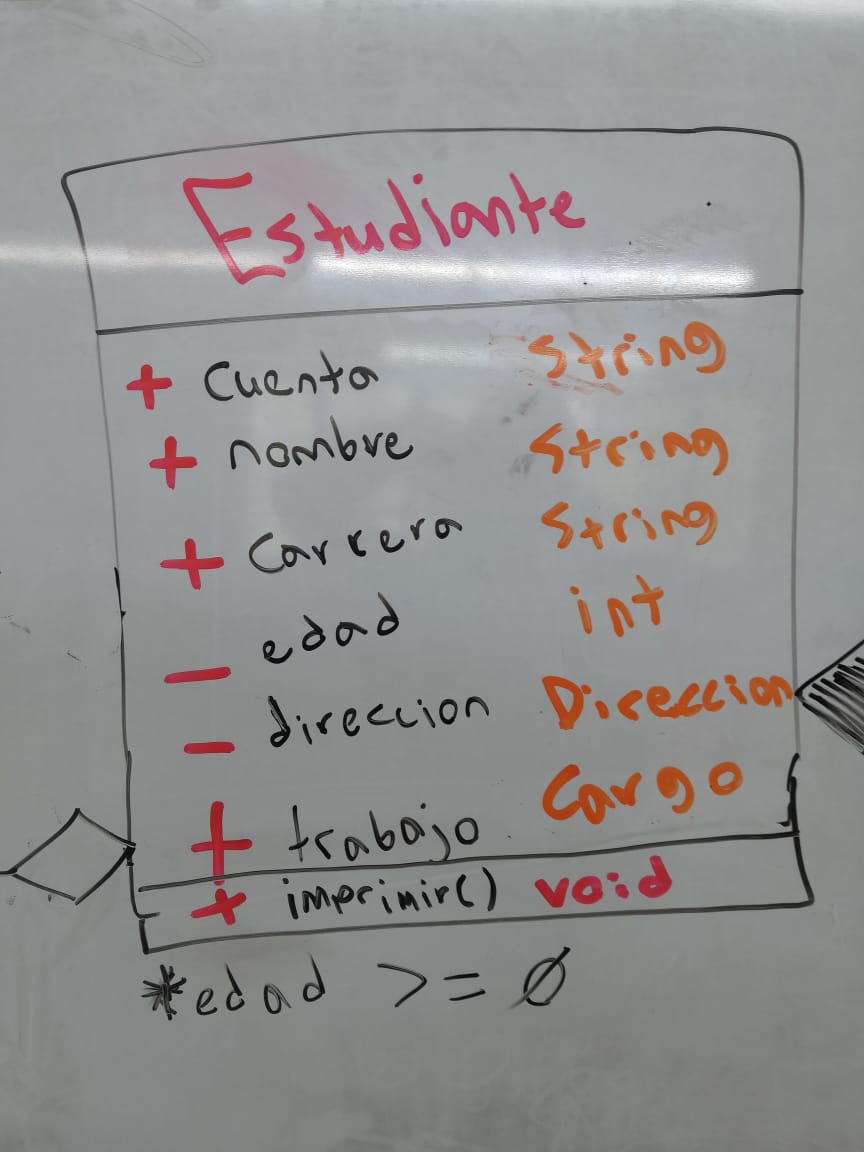 Estudiante
+ Cuenta String
+ nombre String
+ Carrera String
- edad int
- direccion Direccion
+ trabajo Cargo
+ imprimir() void
*edad >= Ø